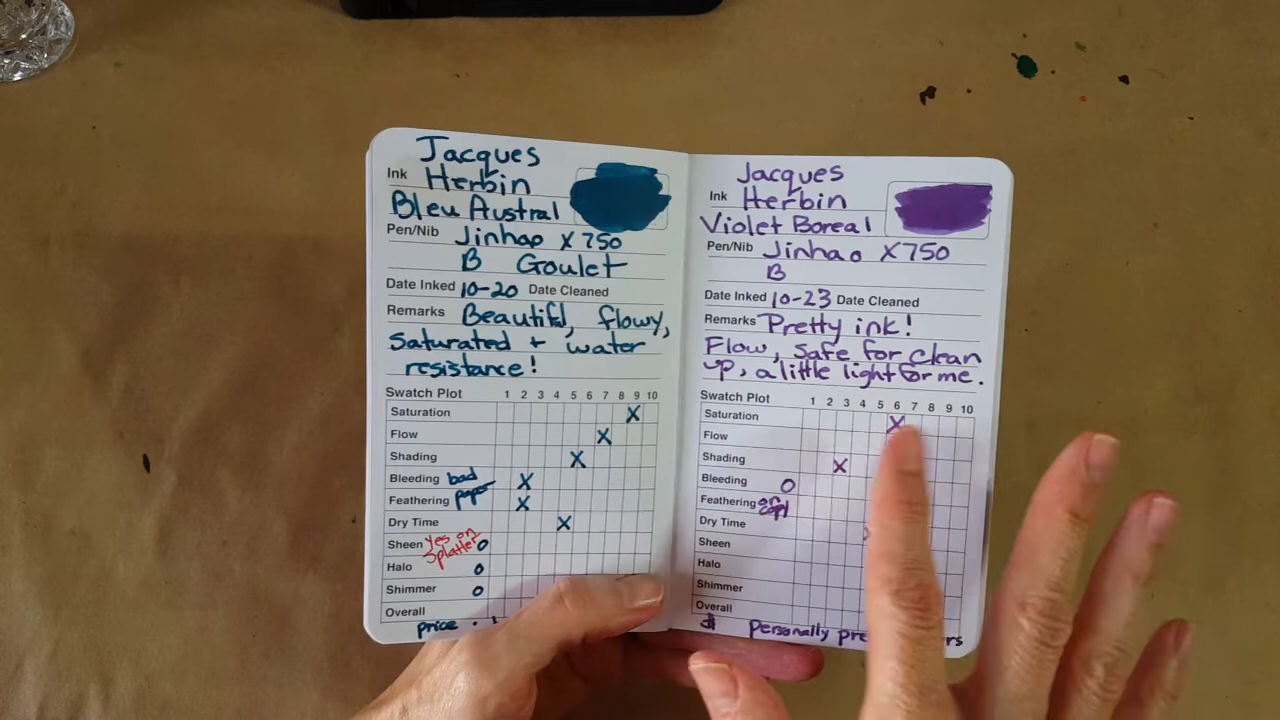 Jacques
Ink Herbin
Bleu Austral
Pen/Nib Jinhao X750
B Goulet
Date Inked 10-20 Date Cleaned
Remarks Beautiful, flowy,
saturated + water
resistance!
Swatch Plot 1 2 3 4 5 6 7 8 9 10
Saturation X
Flow X
Shading X
Bleeding bad X
Feathering paper X
Dry Time X
Sheen Yes on splatter O
Halo O
Shimmer O
Overall
price
Jacques
Ink Herbin
Violet Boreal
Pen/Nib Jinhao X750
B
Date Inked 10-23 Date Cleaned
Remarks Pretty ink!
Flow, safe for clean
up, a little light for me.
Swatch Plot 1 2 3 4 5 6 7 8 9 10
Saturation X
Flow
Shading X
Bleeding O
Feathering on
Dry Time
Sheen
Halo
Shimmer
Overall
Personally